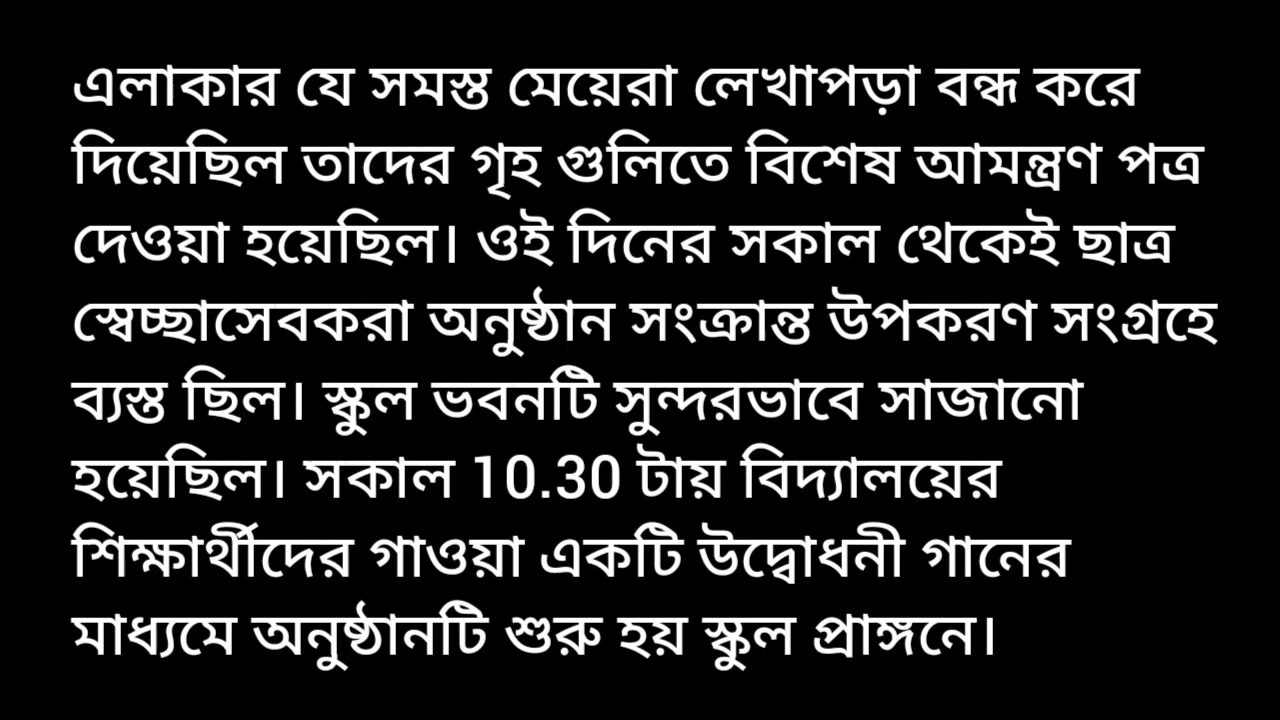 এলাকার যে সমস্ত মেয়েরা লেখাপড়া বন্ধ করে
দিয়েছিল তাদের গৃহ গুলিতে বিশেষ আমন্ত্রণ পত্র
দেওয়া হয়েছিল। ওই দিনের সকাল থেকেই ছাত্র
স্বেচ্ছাসেবকরা অনুষ্ঠান সংক্রান্ত উপকরণ সংগ্রহে
ব্যস্ত ছিল। স্কুল ভবনটি সুন্দরভাবে সাজানো
হয়েছিল। সকাল 10.30 টায় বিদ্যালয়ের
শিক্ষার্থীদের গাওয়া একটি উদ্বোধনী গানের
মাধ্যমে অনুষ্ঠানটি শুরু হয় স্কুল প্রাঙ্গনে।